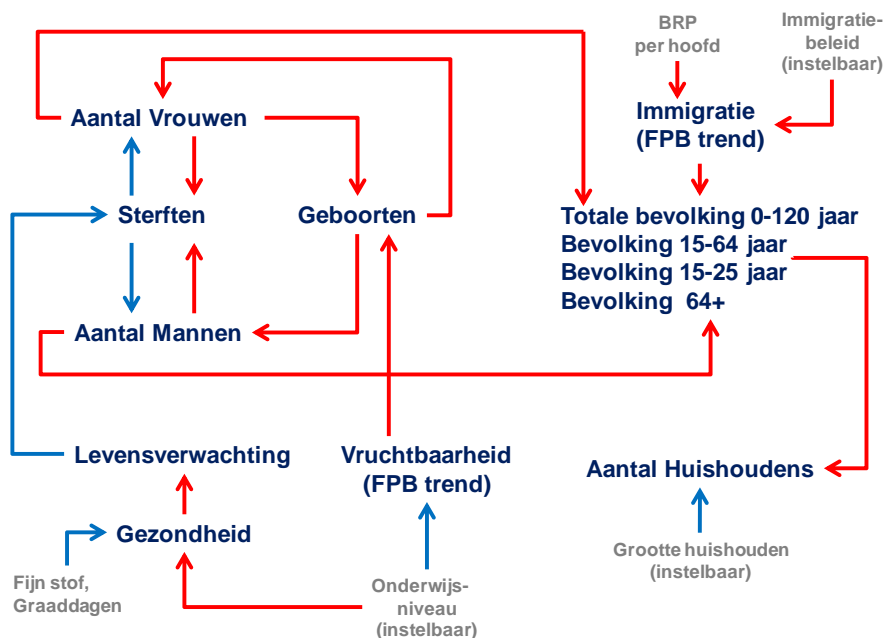 BRP
per hoofd
Immigratie-
beleid
(instelbaar)
Aantal Vrouwen
Immigratie
(FPB trend)
Sterften
Geboorten
Totale bevolking 0-120 jaar
Bevolking 15-64 jaar
Bevolking 15-25 jaar
Bevolking 64+
Aantal Mannen
Levensverwachting
Vruchtbaarheid
(FPB trend)
Aantal Huishoudens
Gezondheid
Grootte huishouden
(instelbaar)
Fijn stof,
Graaddagen
Onderwijs-
niveau
(instelbaar)